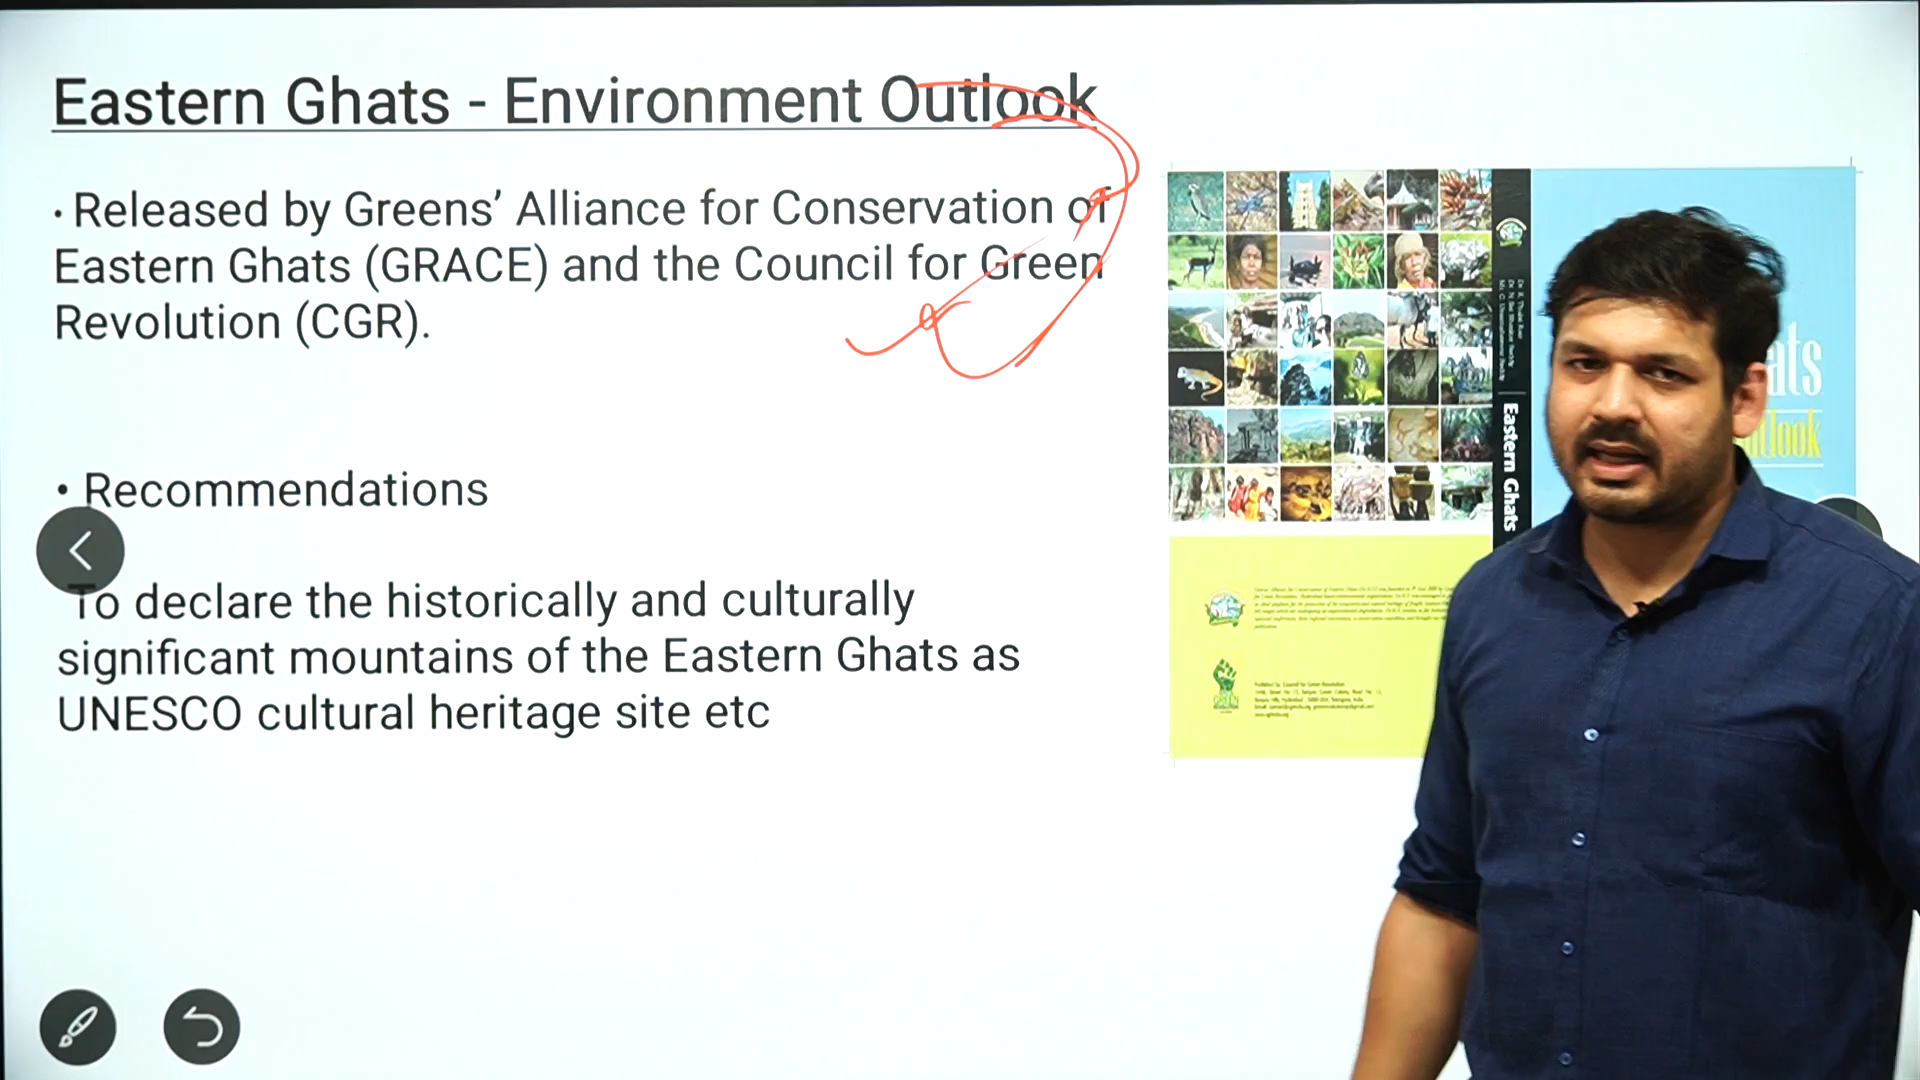 Eastern Ghats - Environment Outlook
• Released by Greens’ Alliance for Conservation of
Eastern Ghats (GRACE) and the Council for Green
Revolution (CGR).
• Recommendations
To declare the historically and culturally
significant mountains of the Eastern Ghats as
UNESCO cultural heritage site etc
Eastern Ghats
ats
tlook